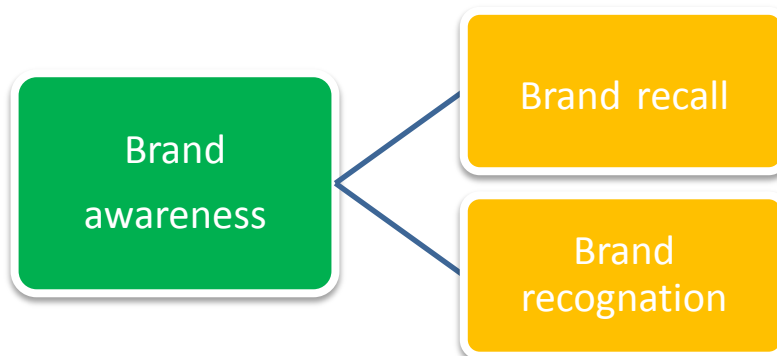 Brand
awareness
Brand recall
Brand
recognation